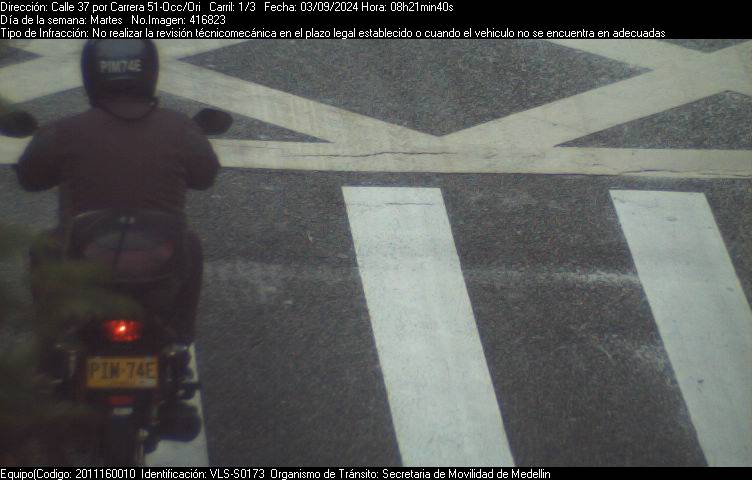 Dirección: Calle 37 por Carrera 51-Occ/Ori Carril: 1/3 Fecha: 03/09/2024 Hora: 08h21min40s
Día de la semana: Martes No.Imagen: 416823
Tipo de Infracción: No realizar la revisión técnicomecánica en el plazo legal establecido o cuando el vehiculo no se encuentra en adecuadas
PIM74E
PIM-74E
Equipo(Codigo: 2011160010 Identificación: VLS-S0173 Organismo de Tránsito: Secretaria de Movilidad de Medellin